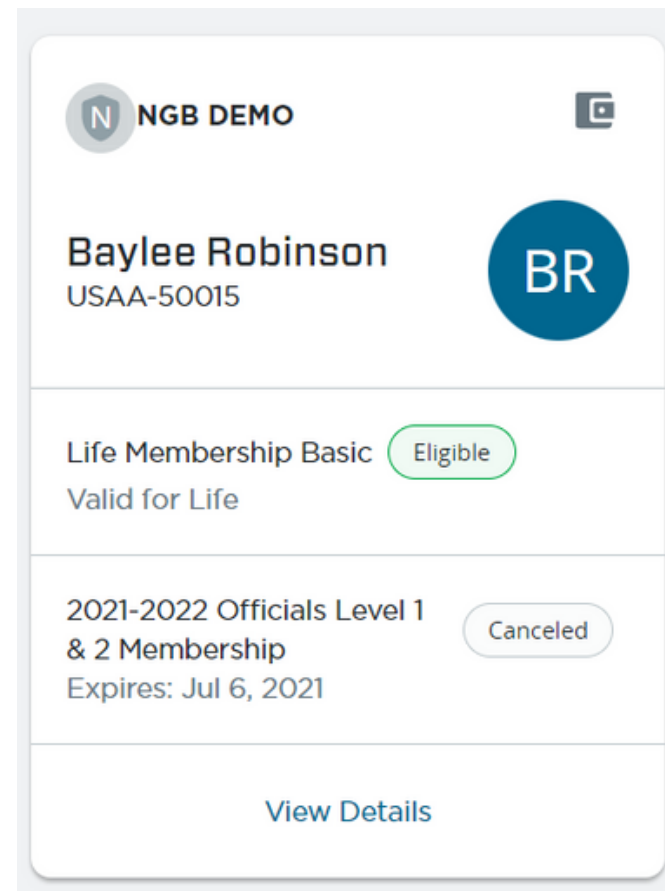 N NGB DEMO
Baylee Robinson
USAA-50015
BR
Life Membership Basic Eligible
Valid for Life
2021-2022 Officials Level 1
& 2 Membership
Canceled
Expires: Jul 6, 2021
View Details